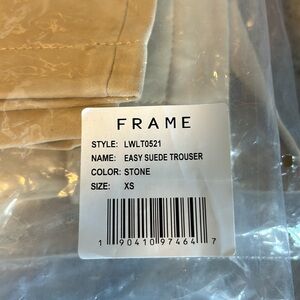 FRAME
STYLE: LWLT0521
NAME: EASY SUEDE TROUSER
COLOR: STONE
SIZE: XS
1 90410 97464 7